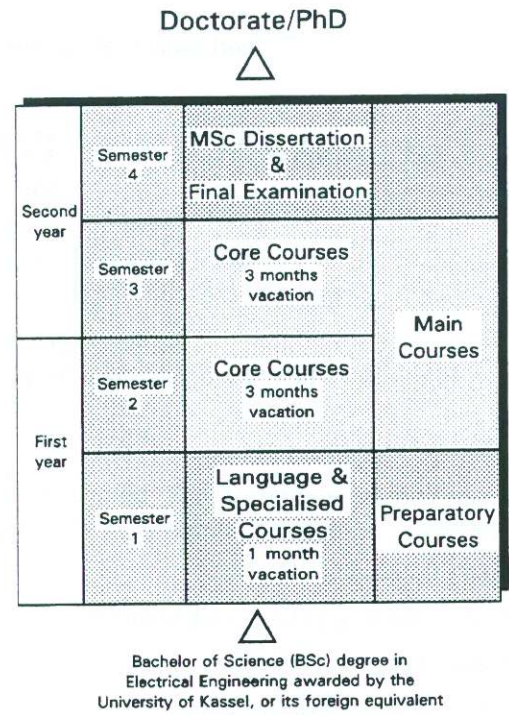 Doctorate/PhD
Second
year
Semester
4
MSc Dissertation
&
Final Examination
Semester
3
Core Courses
3 months
vacation
Main
Courses
First
year
Semester
2
Core Courses
3 months
vacation
Semester
1
Language &
Specialised
Courses
1 month
vacation
Preparatory
Courses
Bachelor of Science (BSc) degree in
Electrical Engineering awarded by the
University of Kassel, or its foreign equivalent